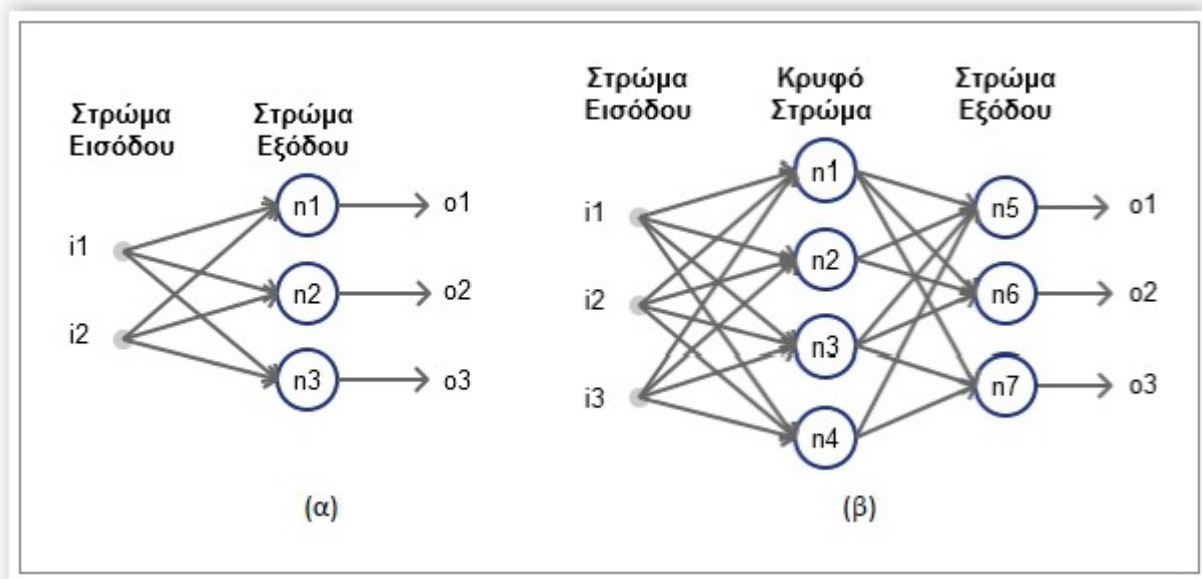 Στρώμα
Εισόδου
Στρώμα
Εξόδου
i1
i2
n1
n2
n3
o1
o2
o3
(α)
Στρώμα
Εισόδου
Κρυφό
Στρώμα
Στρώμα
Εξόδου
i1
i2
i3
n1
n2
n3
n4
n5
n6
n7
o1
o2
o3
(β)